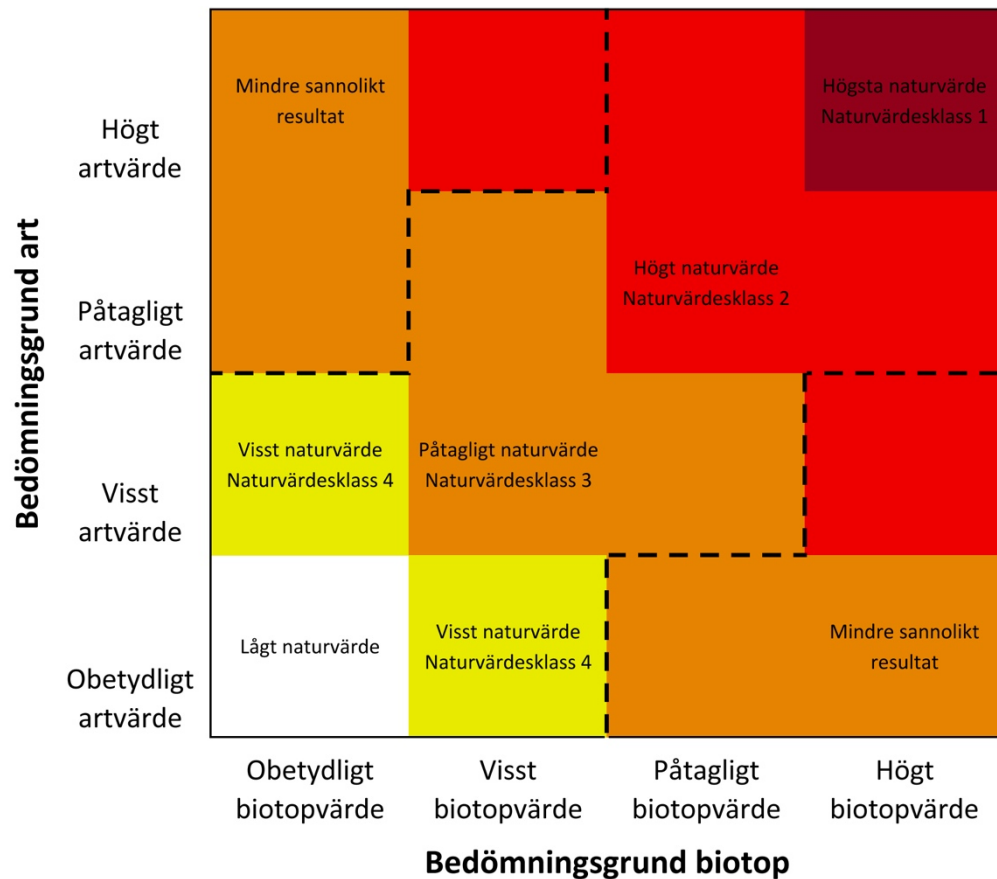 Bedömningsgrund art
Högt
artvärde
Mindre sannolikt
resultat
Högsta naturvärde
Naturvärdesklass 1
Påtagligt
artvärde
Högt naturvärde
Naturvärdesklass 2
Visst
artvärde
Visst naturvärde
Naturvärdesklass 4
Påtagligt naturvärde
Naturvärdesklass 3
Obetydligt
artvärde
Lågt naturvärde
Visst naturvärde
Naturvärdesklass 4
Mindre sannolikt
resultat
Obetydligt
biotopvärde
Visst
biotopvärde
Påtagligt
biotopvärde
Högt
biotopvärde
Bedömningsgrund biotop